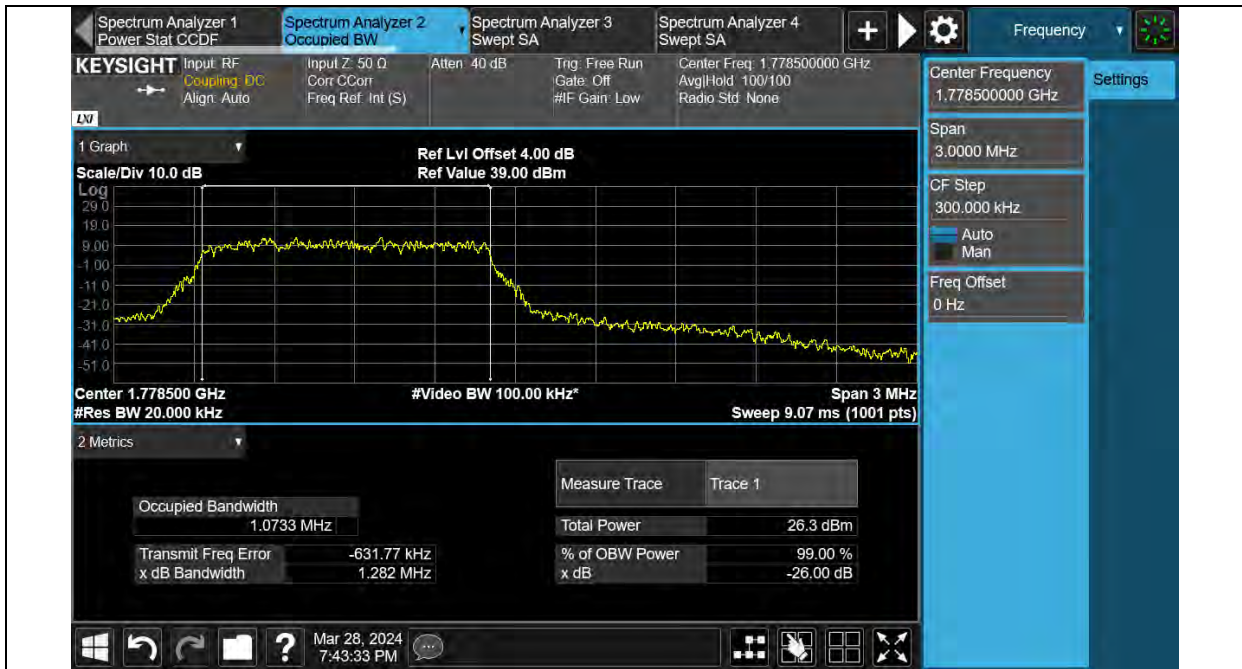 Spectrum Analyzer 1
Power Stat CCDF
Spectrum Analyzer 2
Occupied BW
Spectrum Analyzer 3
Swept SA
Spectrum Analyzer 4
Swept SA
+
Frequency
KEYSIGHT
LXI
Input: RF
Coupling: DC
Align: Auto
Input Z: 50 Ω
Corr CCorr
Freq Ref: Int (S)
Atten: 40 dB
Trig: Free Run
Gate: Off
#IF Gain: Low
Center Freq: 1.778500000 GHz
Avg|Hold: 100/100
Radio Std: None
Center Frequency
1.778500000 GHz
Settings
Span
3.0000 MHz
CF Step
300.000 kHz
Auto
Man
Freq Offset
0 Hz
1 Graph
Scale/Div 10.0 dB
Ref Lvl Offset 4.00 dB
Ref Value 39.00 dBm
Log
29.0
19.0
9.00
-1.00
-11.0
-21.0
-31.0
-41.0
-51.0
Center 1.778500 GHz
#Res BW 20.000 kHz
#Video BW 100.00 kHz*
Span 3 MHz
Sweep 9.07 ms (1001 pts)
2 Metrics
Measure Trace Trace 1
Occupied Bandwidth
1.0733 MHz
Total Power 26.3 dBm
Transmit Freq Error -631.77 kHz
% of OBW Power 99.00 %
x dB Bandwidth 1.282 MHz
x dB -26.00 dB
?
Mar 28, 2024
7:43:33 PM